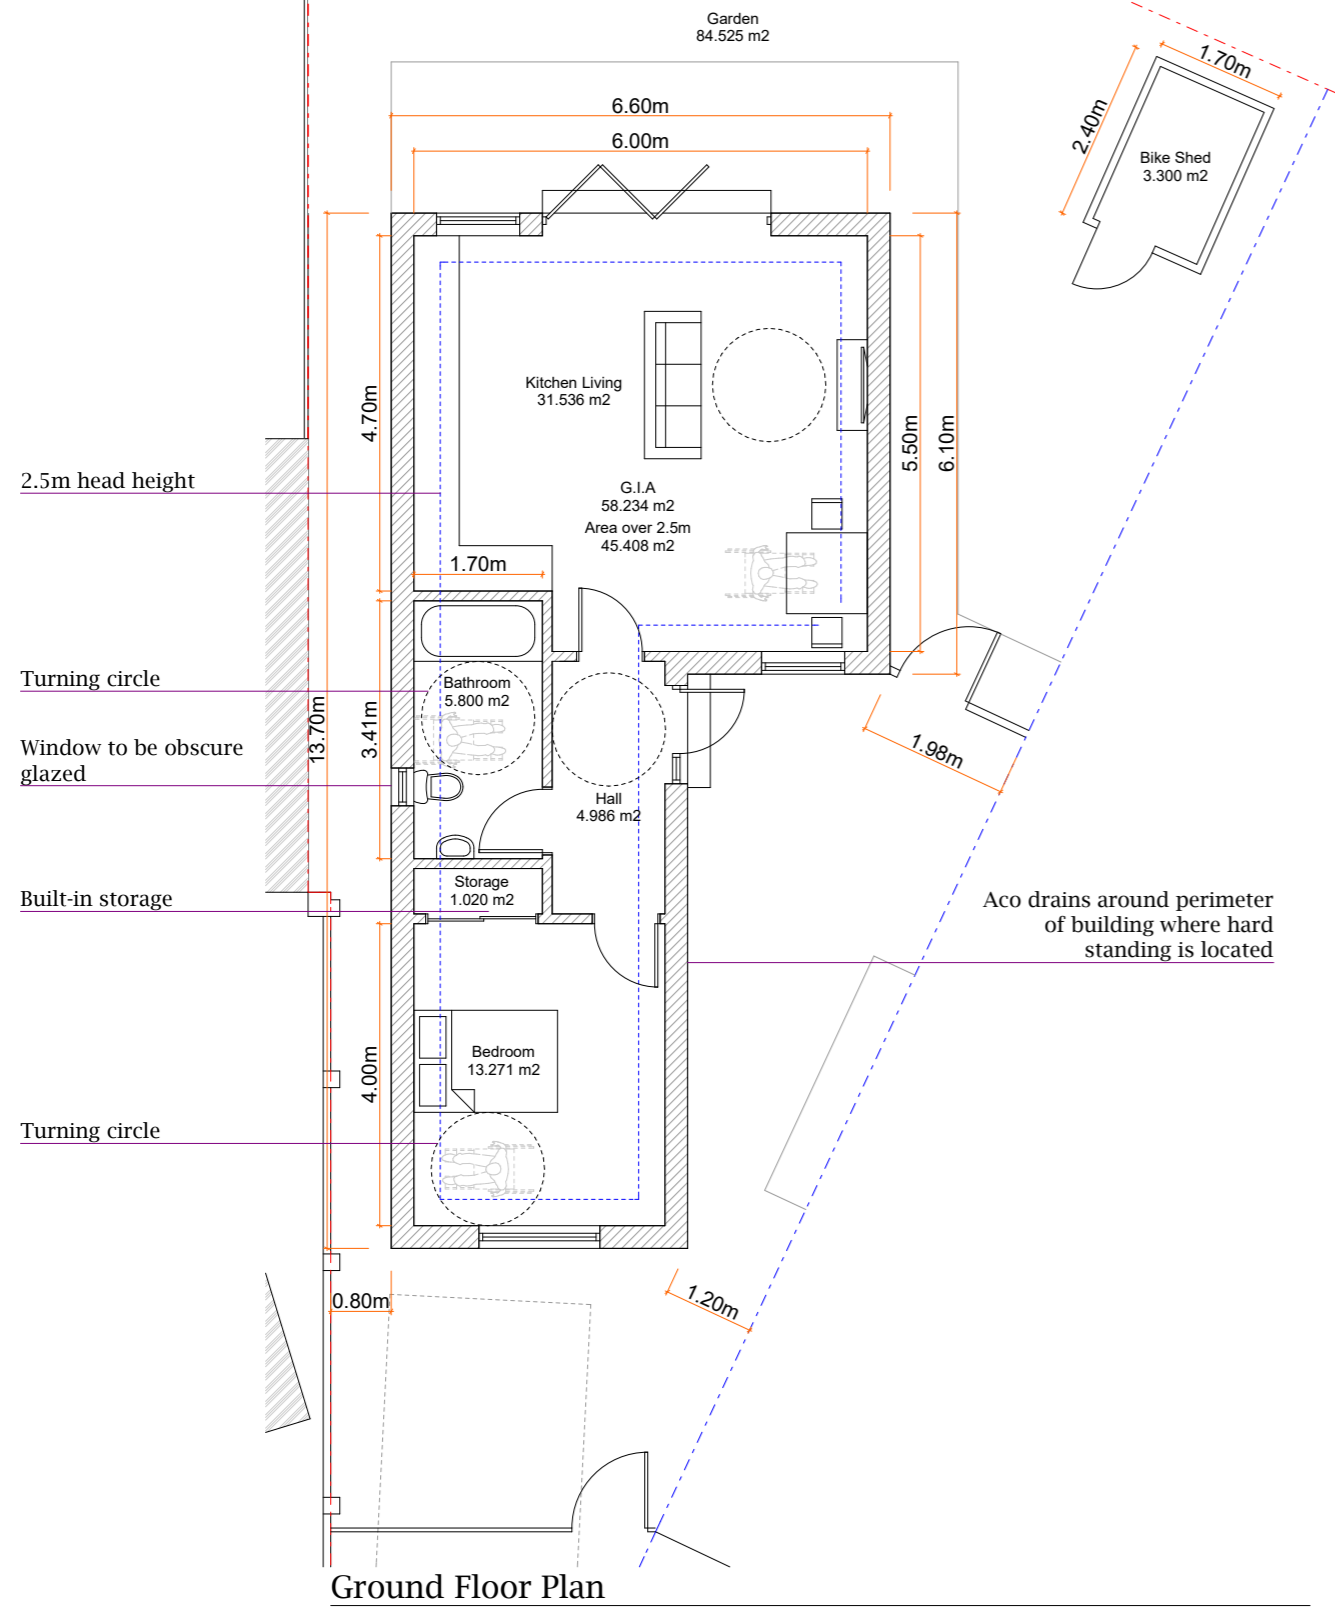 Garden
84.525 m2
1.70m
2.40m
Bike Shed
3.300 m2
6.60m
6.00m
4.70m
Kitchen Living
31.536 m2
5.50m
6.10m
2.5m head height
G.I.A
58.234 m2
Area over 2.5m
45.408 m2
1.70m
Turning circle
Bathroom
5.800 m2
13.70m
3.41m
Window to be obscure
glazed
1.98m
Hall
4.986 m2
Built-in storage
Storage
1.020 m2
Aco drains around perimeter
of building where hard
standing is located
4.00m
Bedroom
13.271 m2
Turning circle
0.80m
1.20m
Ground Floor Plan